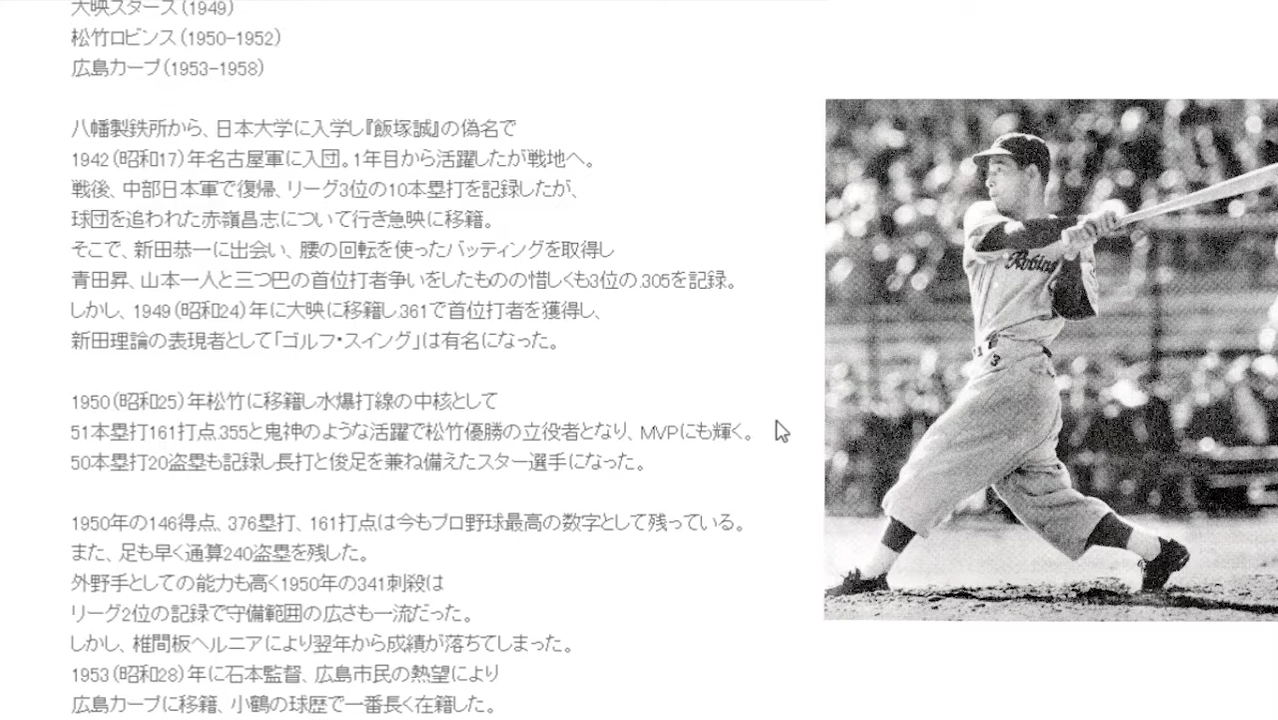 大映スターズ(1949)
松竹ロビンス(1950-1952)
広島カープ(1953-1958)
八幡製鉄所から、日本大学に入学し『飯塚誠』の偽名で
1942(昭和17)年名古屋軍に入団。1年目から活躍したが戦地へ。
戦後、中部日本軍で復帰、リーグ3位の10本塁打を記録したが、
球団を追われた赤嶺昌志について行き急映に移籍。
そこで、新田恭一に出会い、腰の回転を使ったバッティングを取得し
青田昇、山本一人と三つ巴の首位打者争いをしたものの惜しくも3位の.305を記録。
しかし、1949(昭和24)年に大映に移籍し.361で首位打者を獲得し、
新田理論の表現者として「ゴルフ・スイング」は有名になった。
1950(昭和25)年松竹に移籍し水爆打線の中核として
51本塁打161打点.355と鬼神のような活躍で松竹優勝の立役者となり、MVPにも輝く。
50本塁打20盗塁も記録し長打と俊足を兼ね備えたスター選手になった。
1950年の146得点、376塁打、161打点は今もプロ野球最高の数字として残っている。
また、足も早く通算240盗塁を残した。
外野手としての能力も高く1950年の341刺殺は
リーグ2位の記録で守備範囲の広さも一流だった。
しかし、椎間板ヘルニアにより翌年から成績が落ちてしまった。
1953(昭和28)年に石本監督、広島市民の熱望により
広島カープに移籍、小鶴の球歴で一番長く在籍した。
Robins